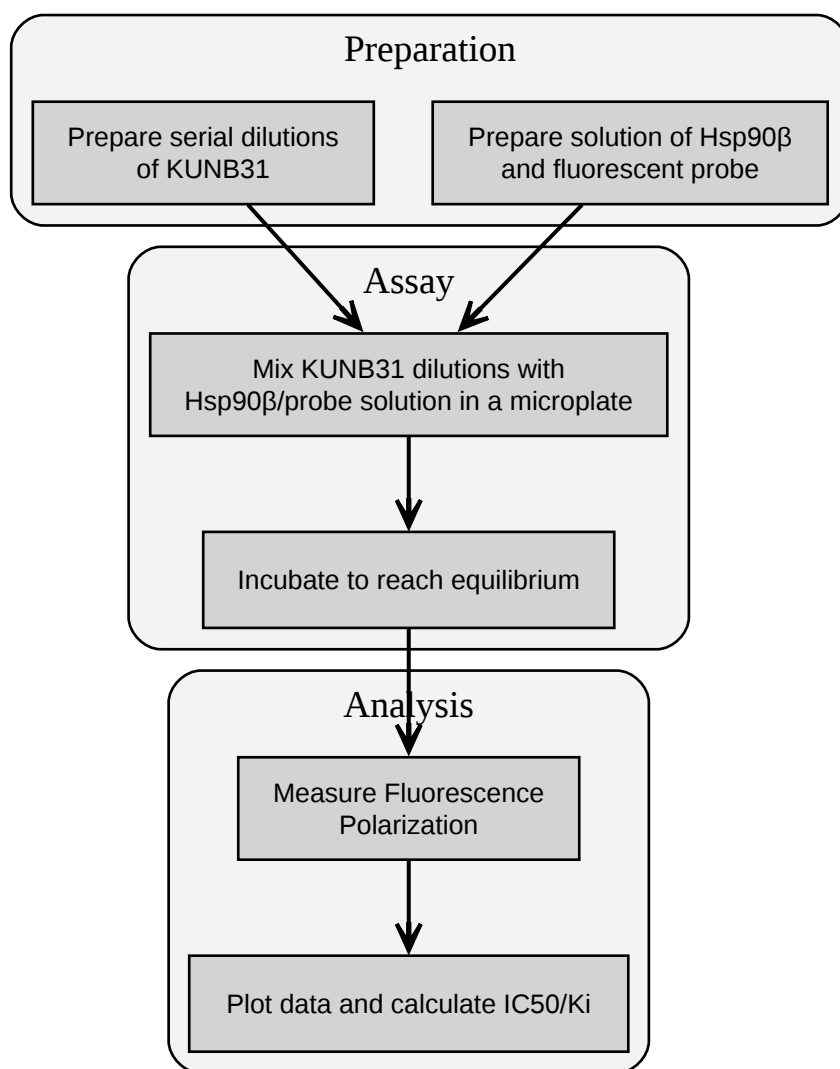 Preparation
Prepare serial dilutions
of KUNB31
Prepare solution of Hsp90β
and fluorescent probe
Assay
Mix KUNB31 dilutions with
Hsp90β/probe solution in a microplate
Incubate to reach equilibrium
Analysis
Measure Fluorescence
Polarization
Plot data and calculate IC50/Ki